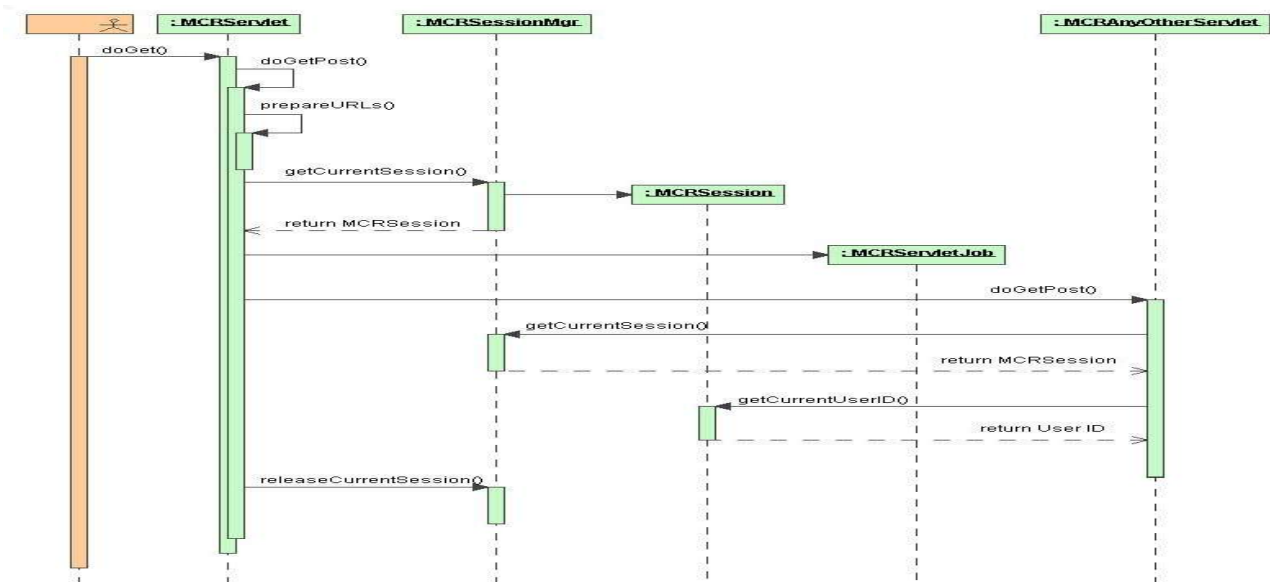 : MCRServlet
: MCRSessionMgr
: MCRAnyOtherServlet
doGet()
doGetPost()
prepareURLs()
getCurrentSession()
: MCRSession
return MCRSession
: MCRServletJob
doGetPost()
getCurrentSession()
return MCRSession
getCurrentUserID()
return User ID
releaseCurrentSession()